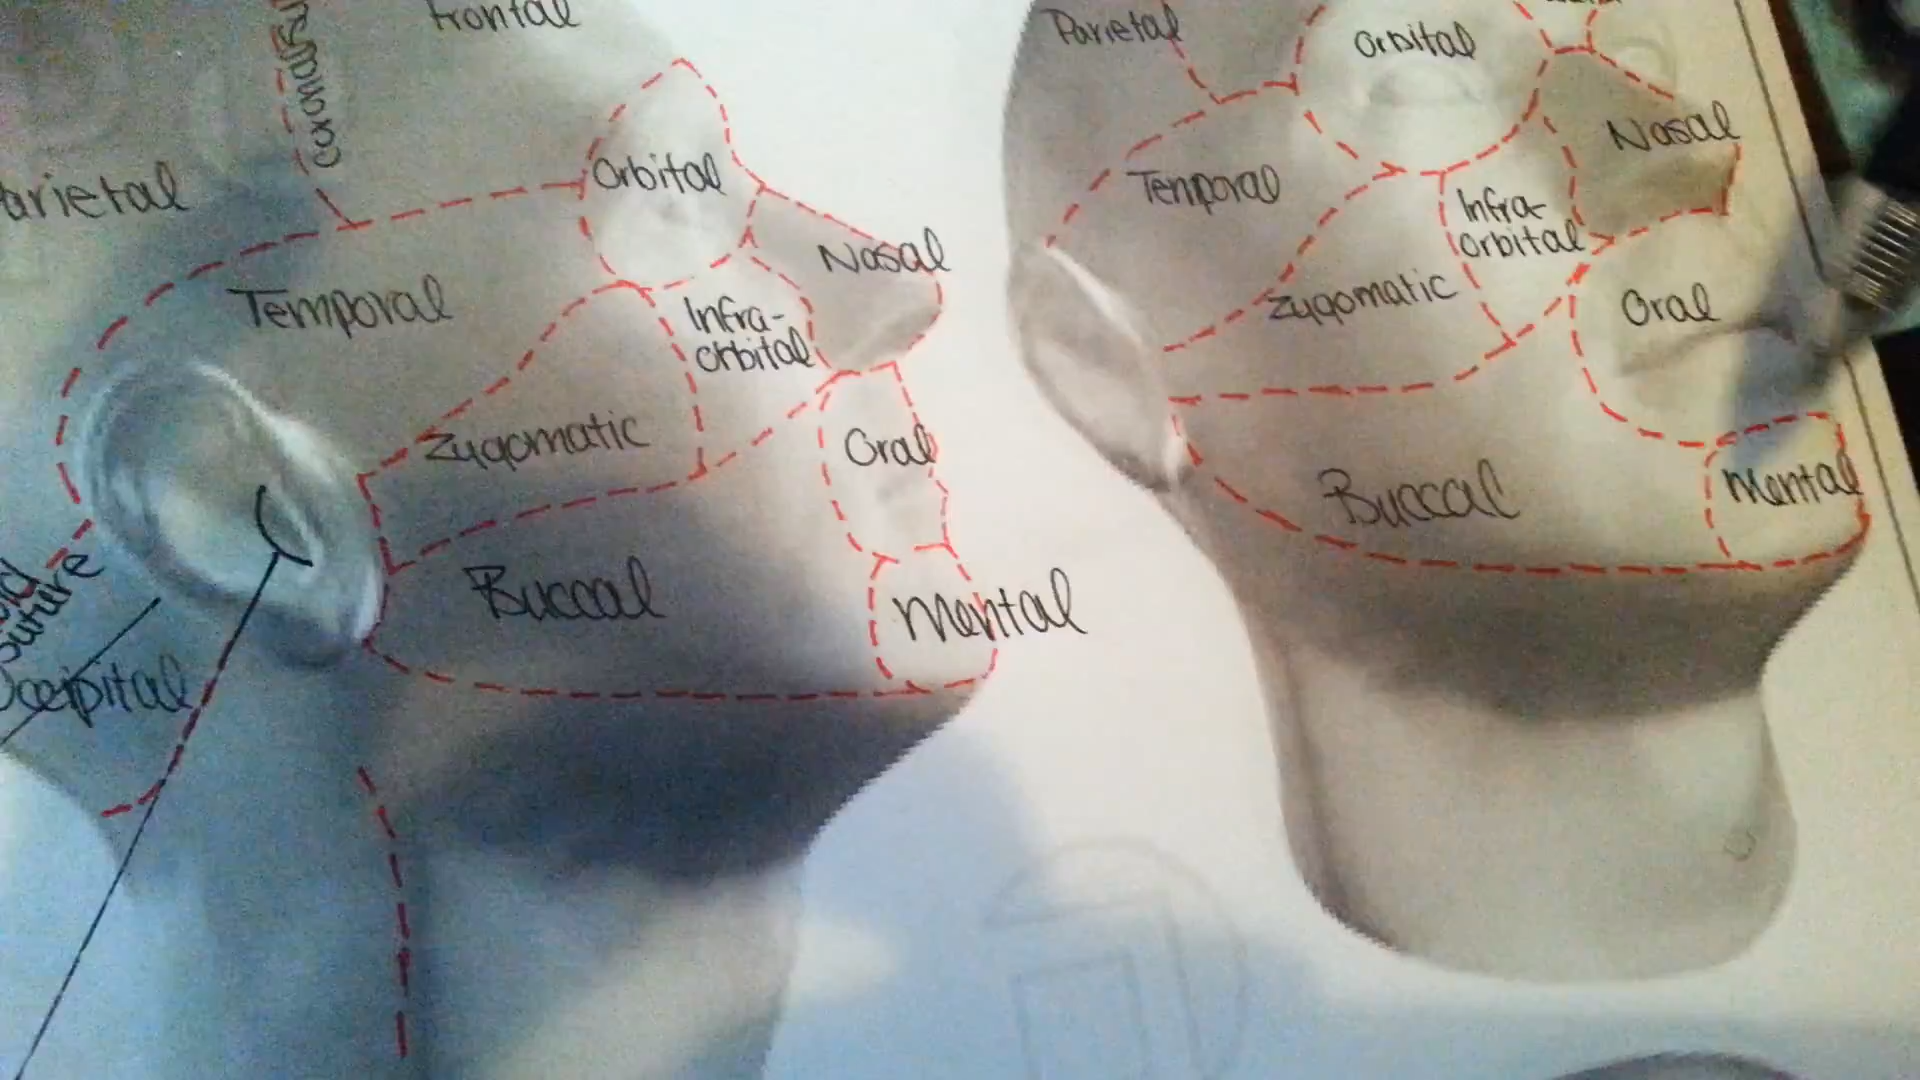 Frontal
coronal
Parietal
Orbital
Nasal
Temporal
Infra-
orbital
Zygomatic
Oral
Buccal
Mental
suture
Occipital
Parietal
Orbital
Nasal
Temporal
Infra-
orbital
Zygomatic
Oral
Buccal
Mental